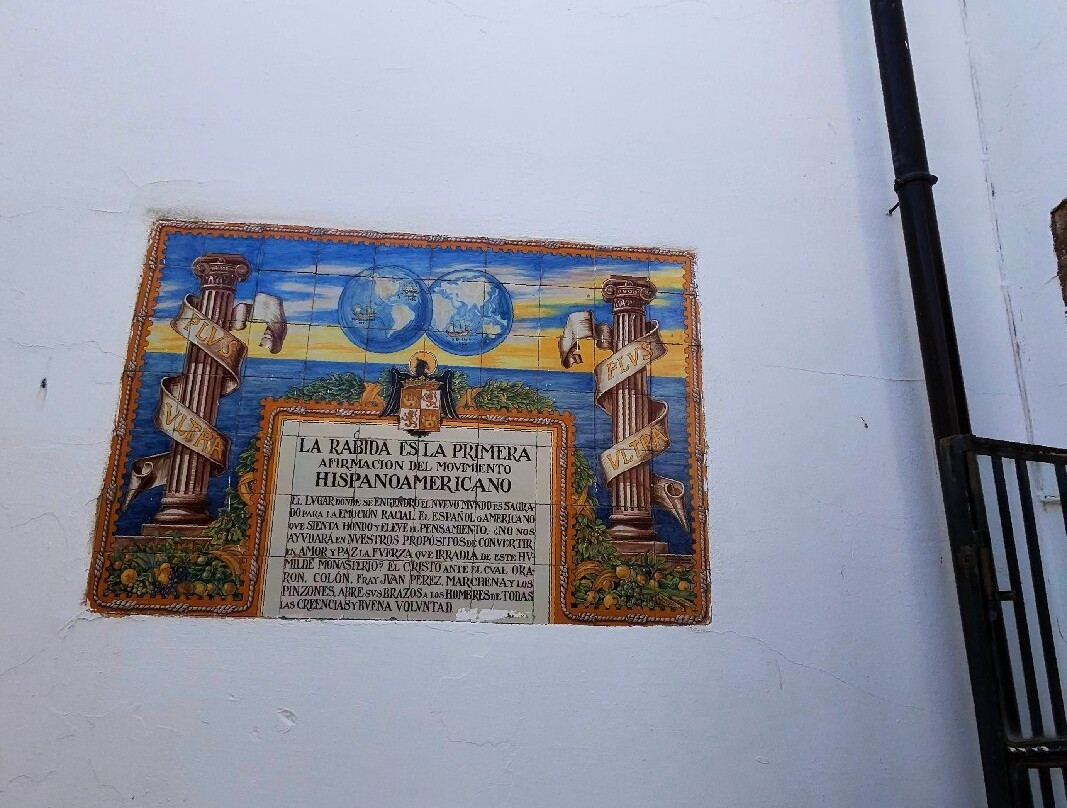 PLVS
VLTRA
PLVS
VLTRA
LA RABIDA ES LA PRIMERA
AFIRMACION DEL MOVIMIENTO
HISPANOAMERICANO
EL LVGAR DONDE SE ENGENDRÓ EL NVEVO MVNDO ES SAGRA-
DO PARA LA EMOCION RACIAL. EL ESPAÑOL O AMERICANO
QVE SIENTA HONDO Y ELEVE EL PENSAMIENTO, ¿NO NOS
AYVDARÁ EN NVESTROS PROPÓSITOS DE CONVERTIR
EN AMOR Y PAZ LA FVERZA QVE IRRADIA DE ESTE HV-
MILDE MONASTERIO? EL CRISTO ANTE EL CVAL ORA-
RON, COLÓN, FRAY JVAN PÉREZ, MARCHENA Y LOS
PINZONES, ABRE SVS BRAZOS A LOS HOMBRES DE TODAS
LAS CREENCIAS Y BVENA VOLVNTAD